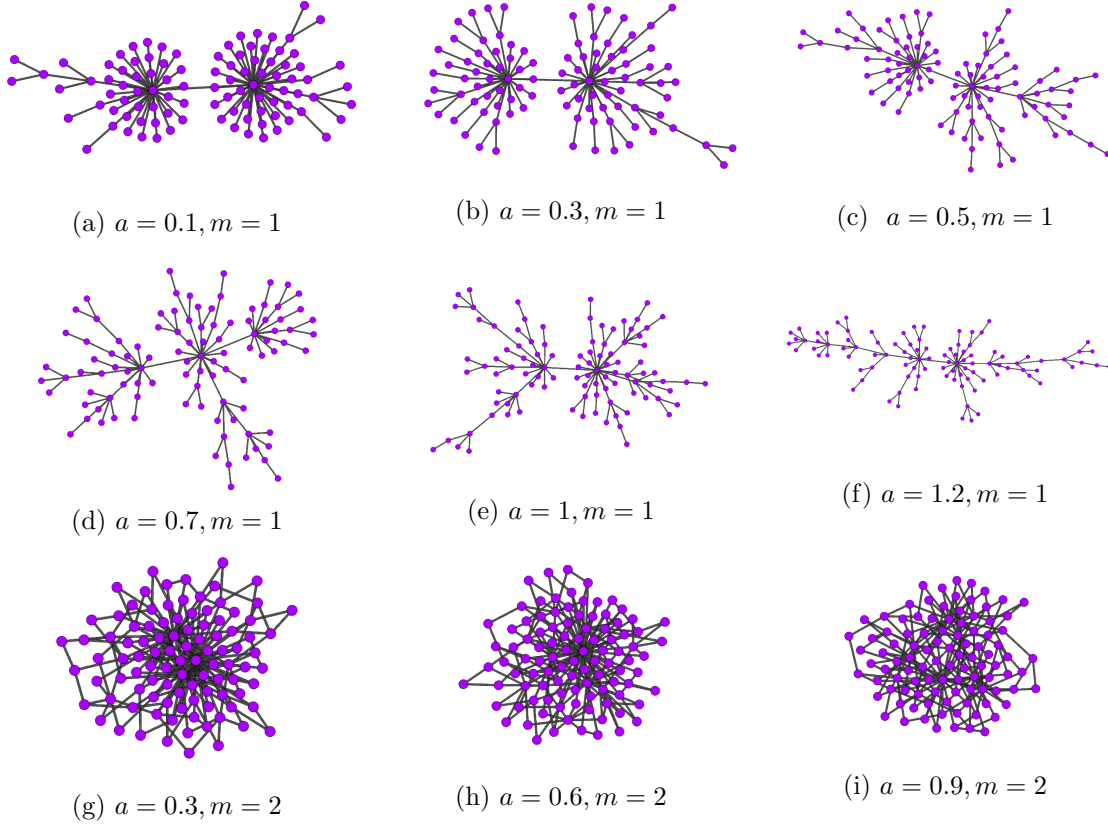 (a) a = 0.1, m = 1
(b) a = 0.3, m = 1
(c) a = 0.5, m = 1
(d) a = 0.7, m = 1
(e) a = 1, m = 1
(f) a = 1.2, m = 1
(g) a = 0.3, m = 2
(h) a = 0.6, m = 2
(i) a = 0.9, m = 2